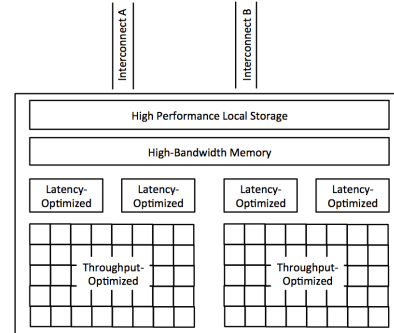 Interconnect A
Interconnect B
High Performance Local Storage
High-Bandwidth Memory
Latency-
Optimized
Latency-
Optimized
Latency-
Optimized
Latency-
Optimized
Throughput-
Optimized
Throughput-
Optimized